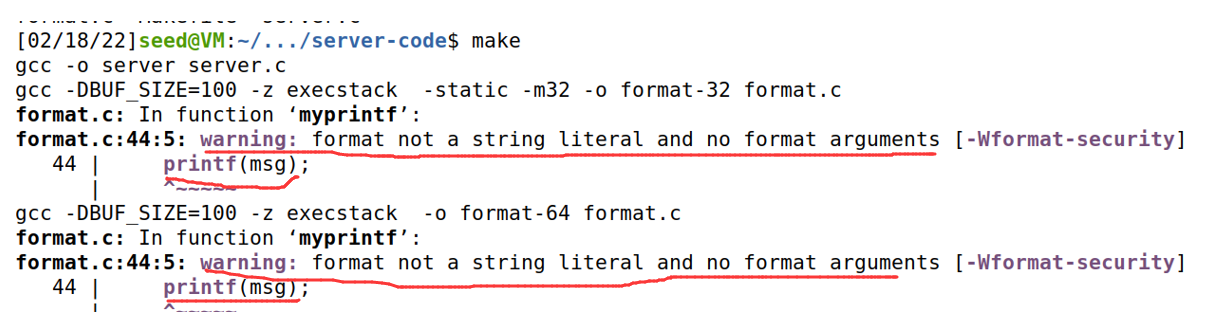 format.c Makefile server.c
[02/18/22]seed@VM:~/.../server-code$ make
gcc -o server server.c
gcc -DBUF_SIZE=100 -z execstack  -static -m32 -o format-32 format.c
format.c: In function ‘myprintf’:
format.c:44:5: warning: format not a string literal and no format arguments [-Wformat-security]
   44 |     printf(msg);
      |     ^~~~~~
gcc -DBUF_SIZE=100 -z execstack  -o format-64 format.c
format.c: In function ‘myprintf’:
format.c:44:5: warning: format not a string literal and no format arguments [-Wformat-security]
   44 |     printf(msg);
      |     ^~~~~~